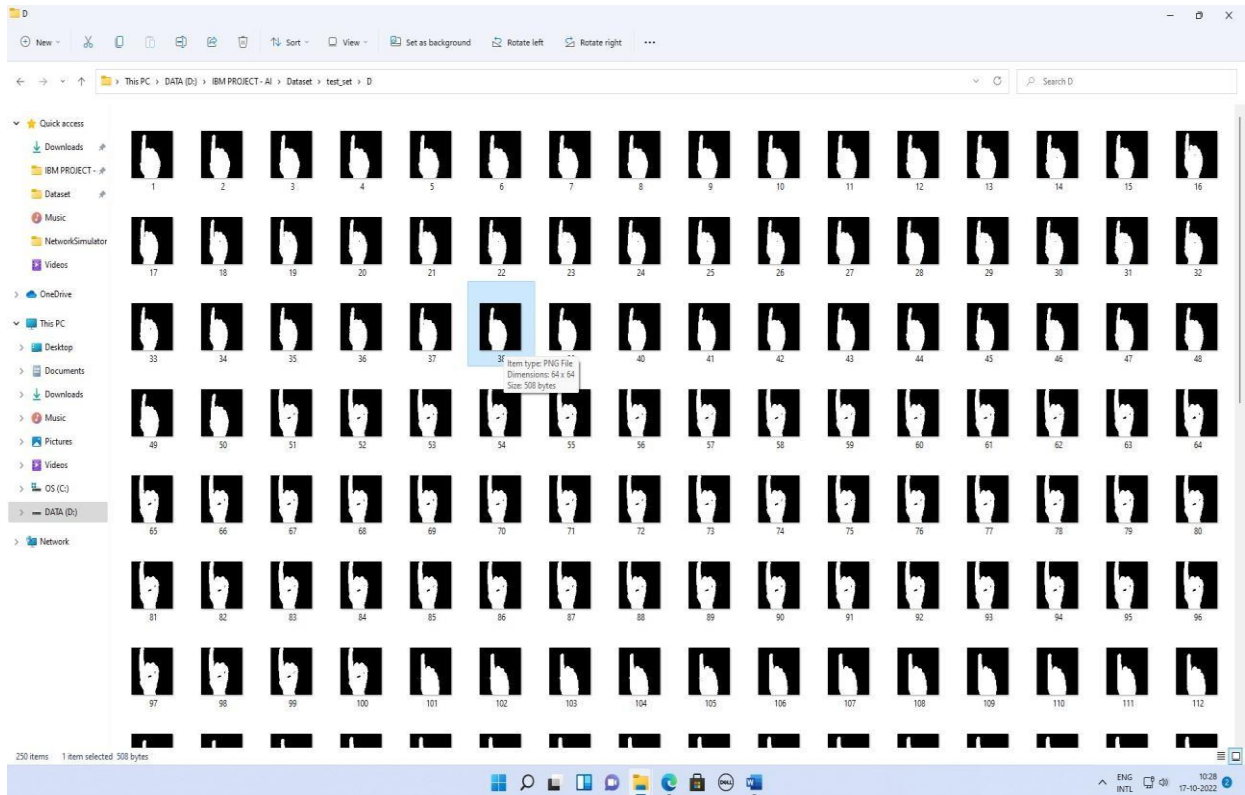 D
New
Sort
View
Set as background
Rotate left
Rotate right
This PC > DATA (D:) > IBM PROJECT - AI > Dataset > test_set > D
Search D
Quick access
Downloads
IBM PROJECT -
Dataset
Music
NetworkSimulator
Videos
OneDrive
This PC
Desktop
Documents
Downloads
Music
Pictures
Videos
OS (C:)
DATA (D:)
Network
1 2 3 4 5 6 7 8 9 10 11 12 13 14 15 16
17 18 19 20 21 22 23 24 25 26 27 28 29 30 31 32
33 34 35 36 37 38 40 41 42 43 44 45 46 47 48
Item type: PNG File
Dimensions: 64 x 64
Size: 508 bytes
49 50 51 52 53 54 55 56 57 58 59 60 61 62 63 64
65 66 67 68 69 70 71 72 73 74 75 76 77 78 79 80
81 82 83 84 85 86 87 88 89 90 91 92 93 94 95 96
97 98 99 100 101 102 103 104 105 106 107 108 109 110 111 112
250 items 1 item selected 508 bytes
DELL
W
ENG
INTL
10:28
17-10-2022
2